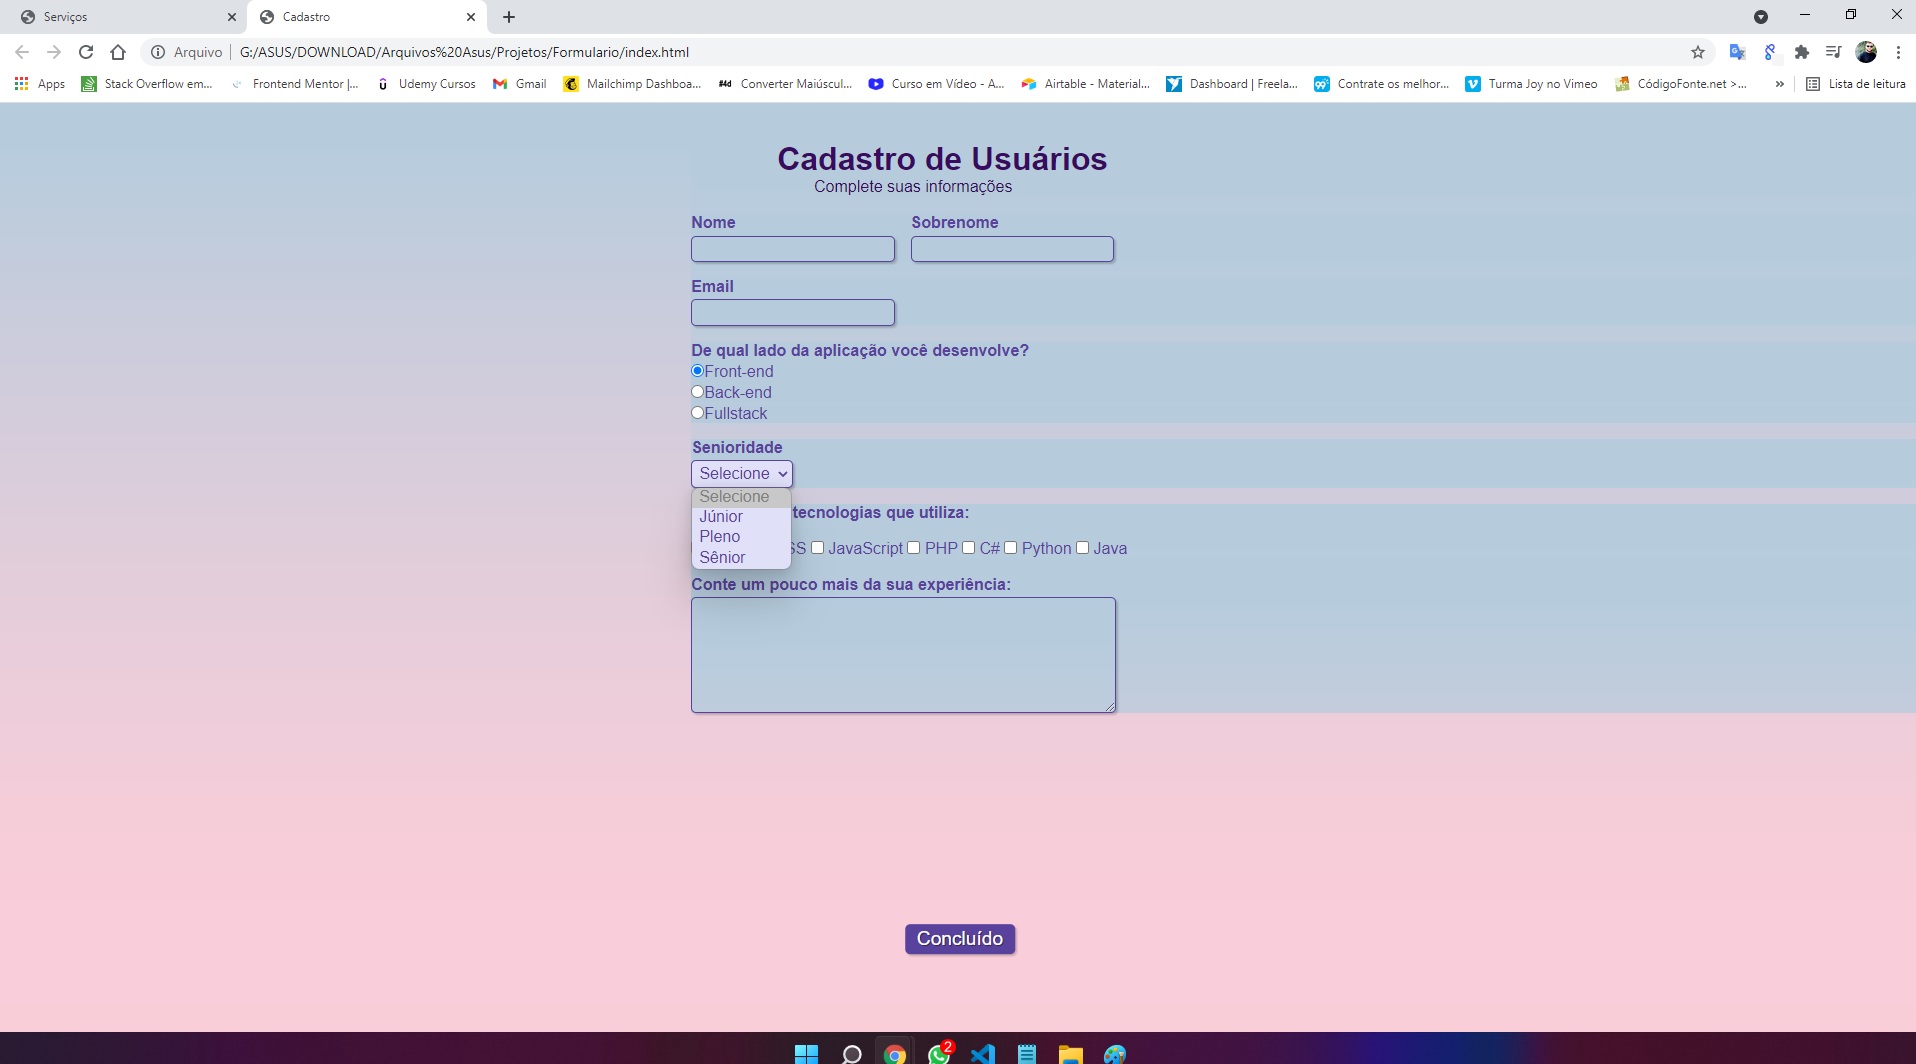 Serviços
Cadastro
Arquivo
G:/ASUS/DOWNLOAD/Arquivos%20Asus/Projetos/Formulario/index.html
Apps
Stack Overflow em...
Frontend Mentor |...
Udemy Cursos
Gmail
Mailchimp Dashboa...
Converter Maiúscul...
Curso em Vídeo - A...
Airtable - Material...
Dashboard | Freela...
Contrate os melhor...
Turma Joy no Vimeo
CódigoFonte.net >...
»
Lista de leitura
Cadastro de Usuários
Complete suas informações
Nome
Sobrenome
Email
De qual lado da aplicação você desenvolve?
Front-end
Back-end
Fullstack
Senioridade
Selecione
Selecione
Júnior
Pleno
Sênior
tecnologias que utiliza:
JavaScript PHP C# Python Java
Conte um pouco mais da sua experiência:
Concluído
2